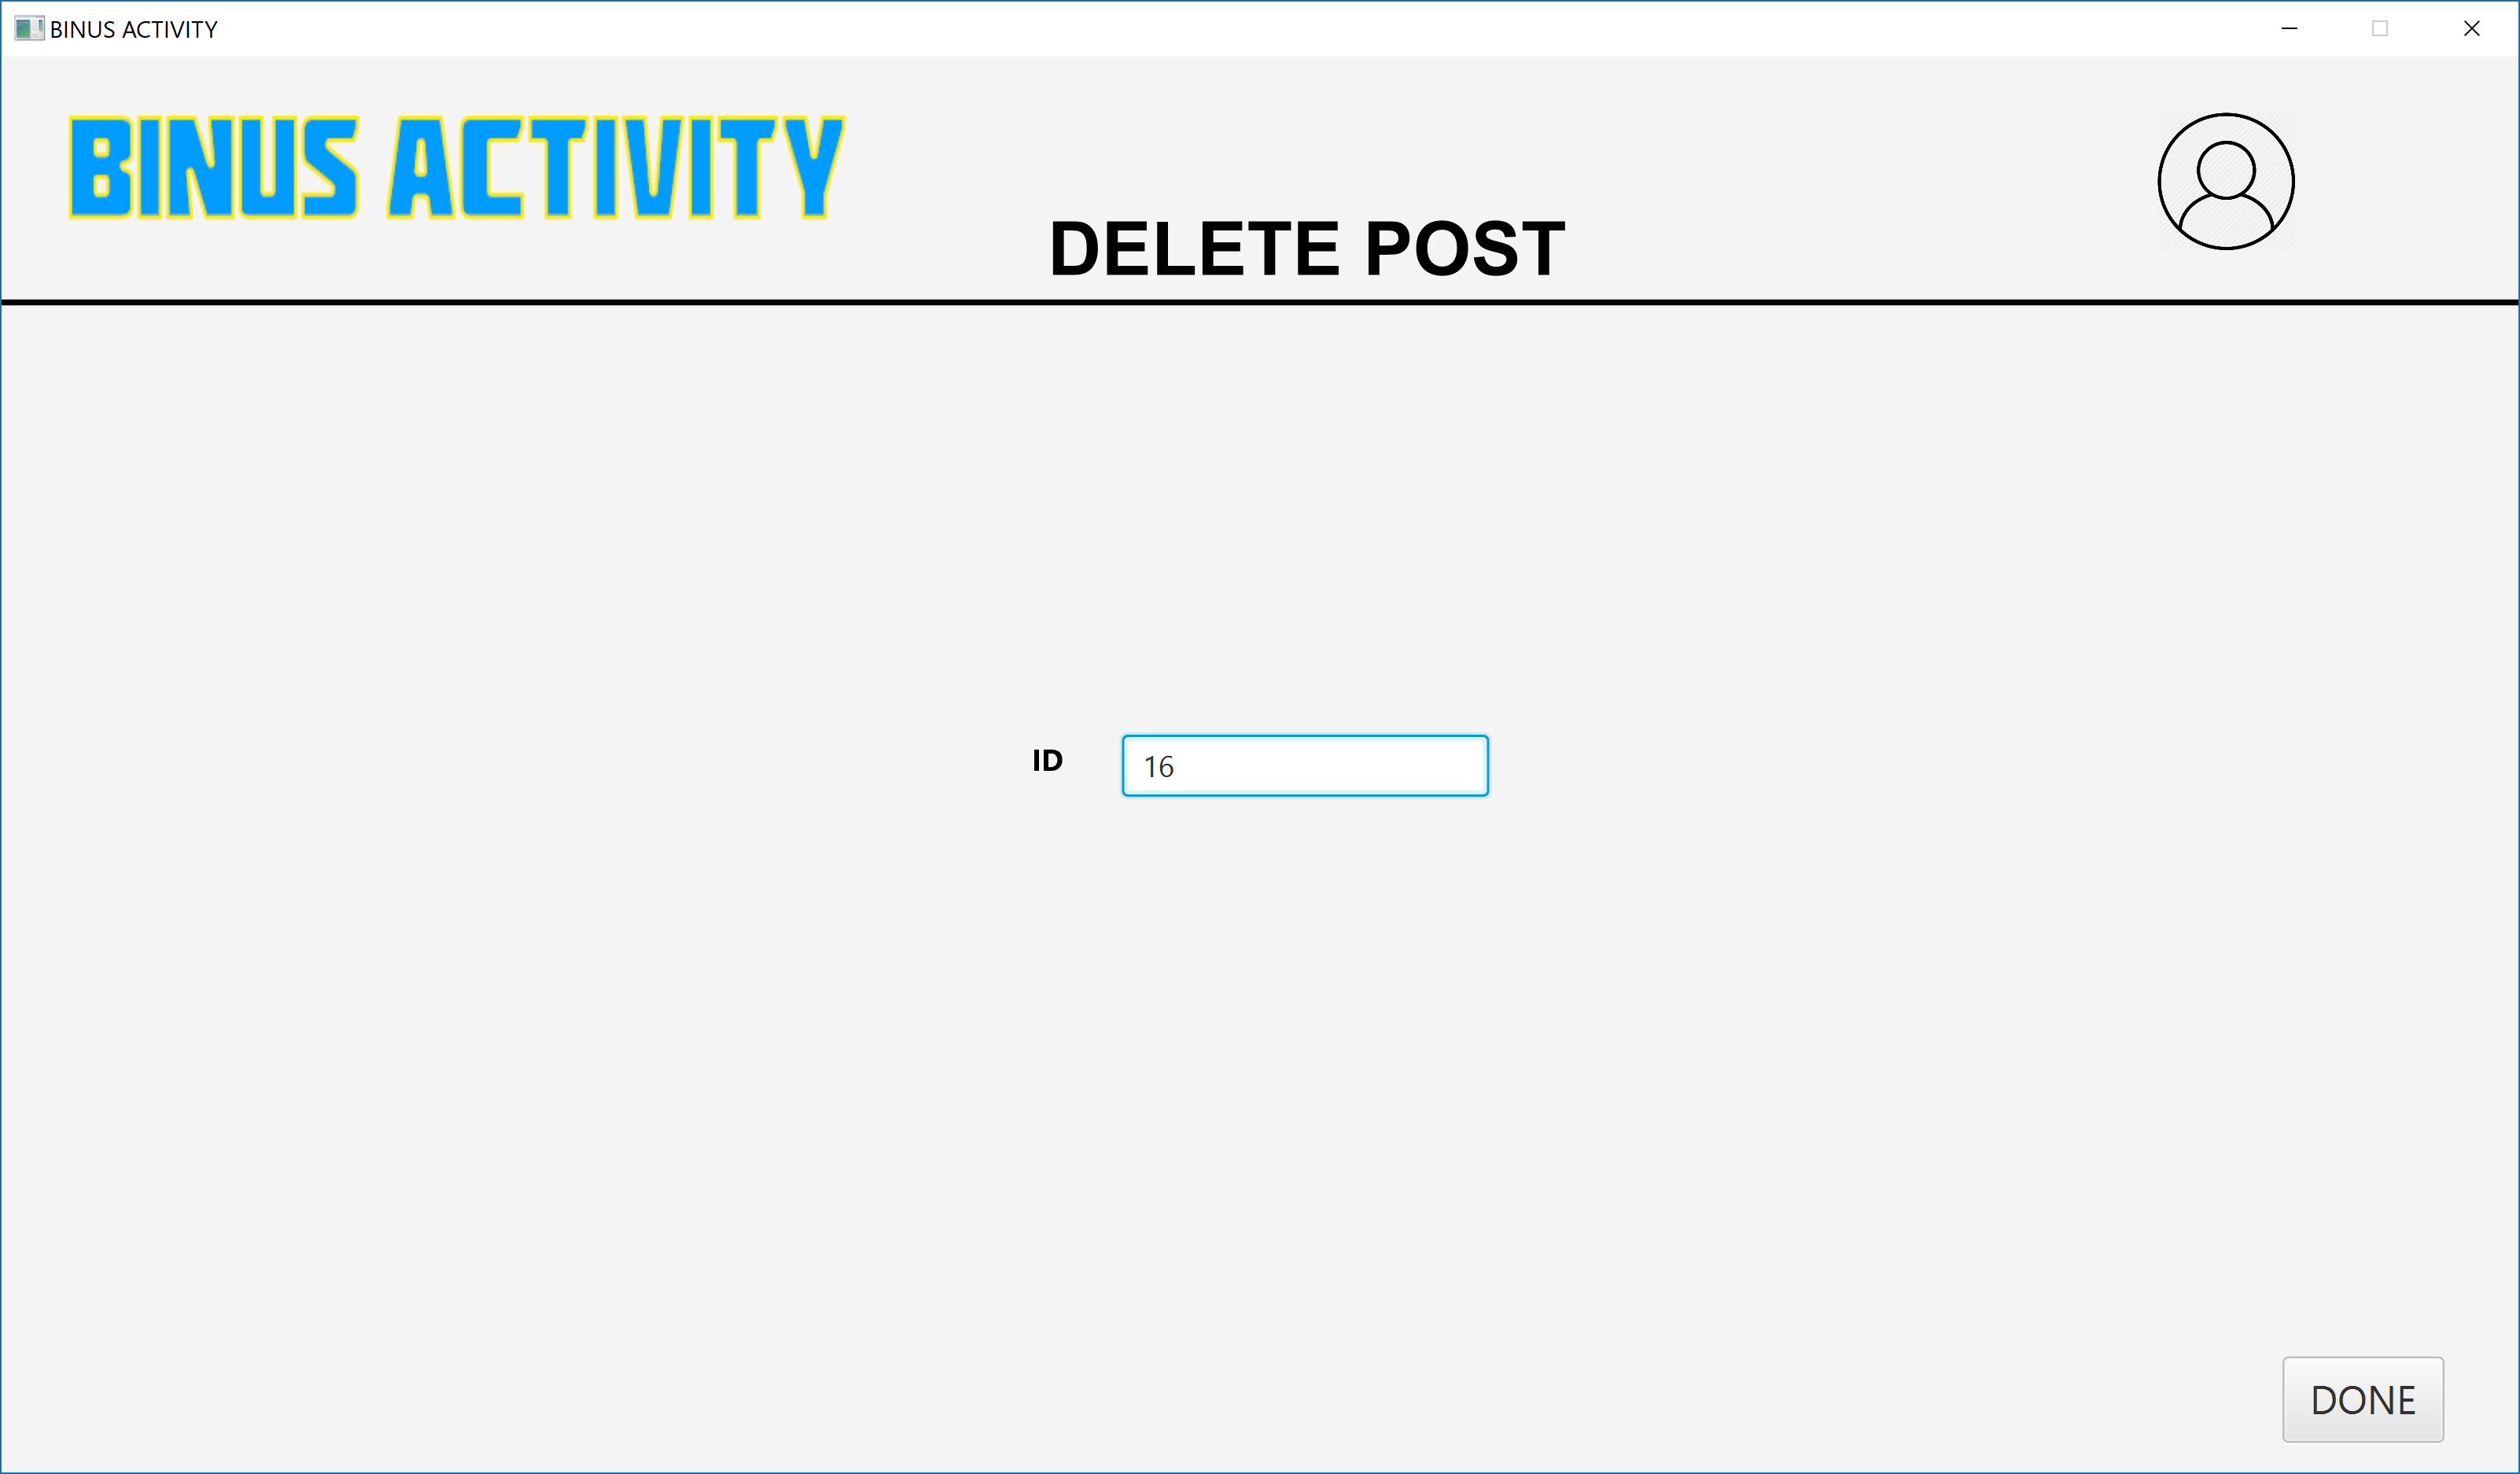 BINUS ACTIVITY
BINUS ACTIVITY
DELETE POST
ID
16
DONE